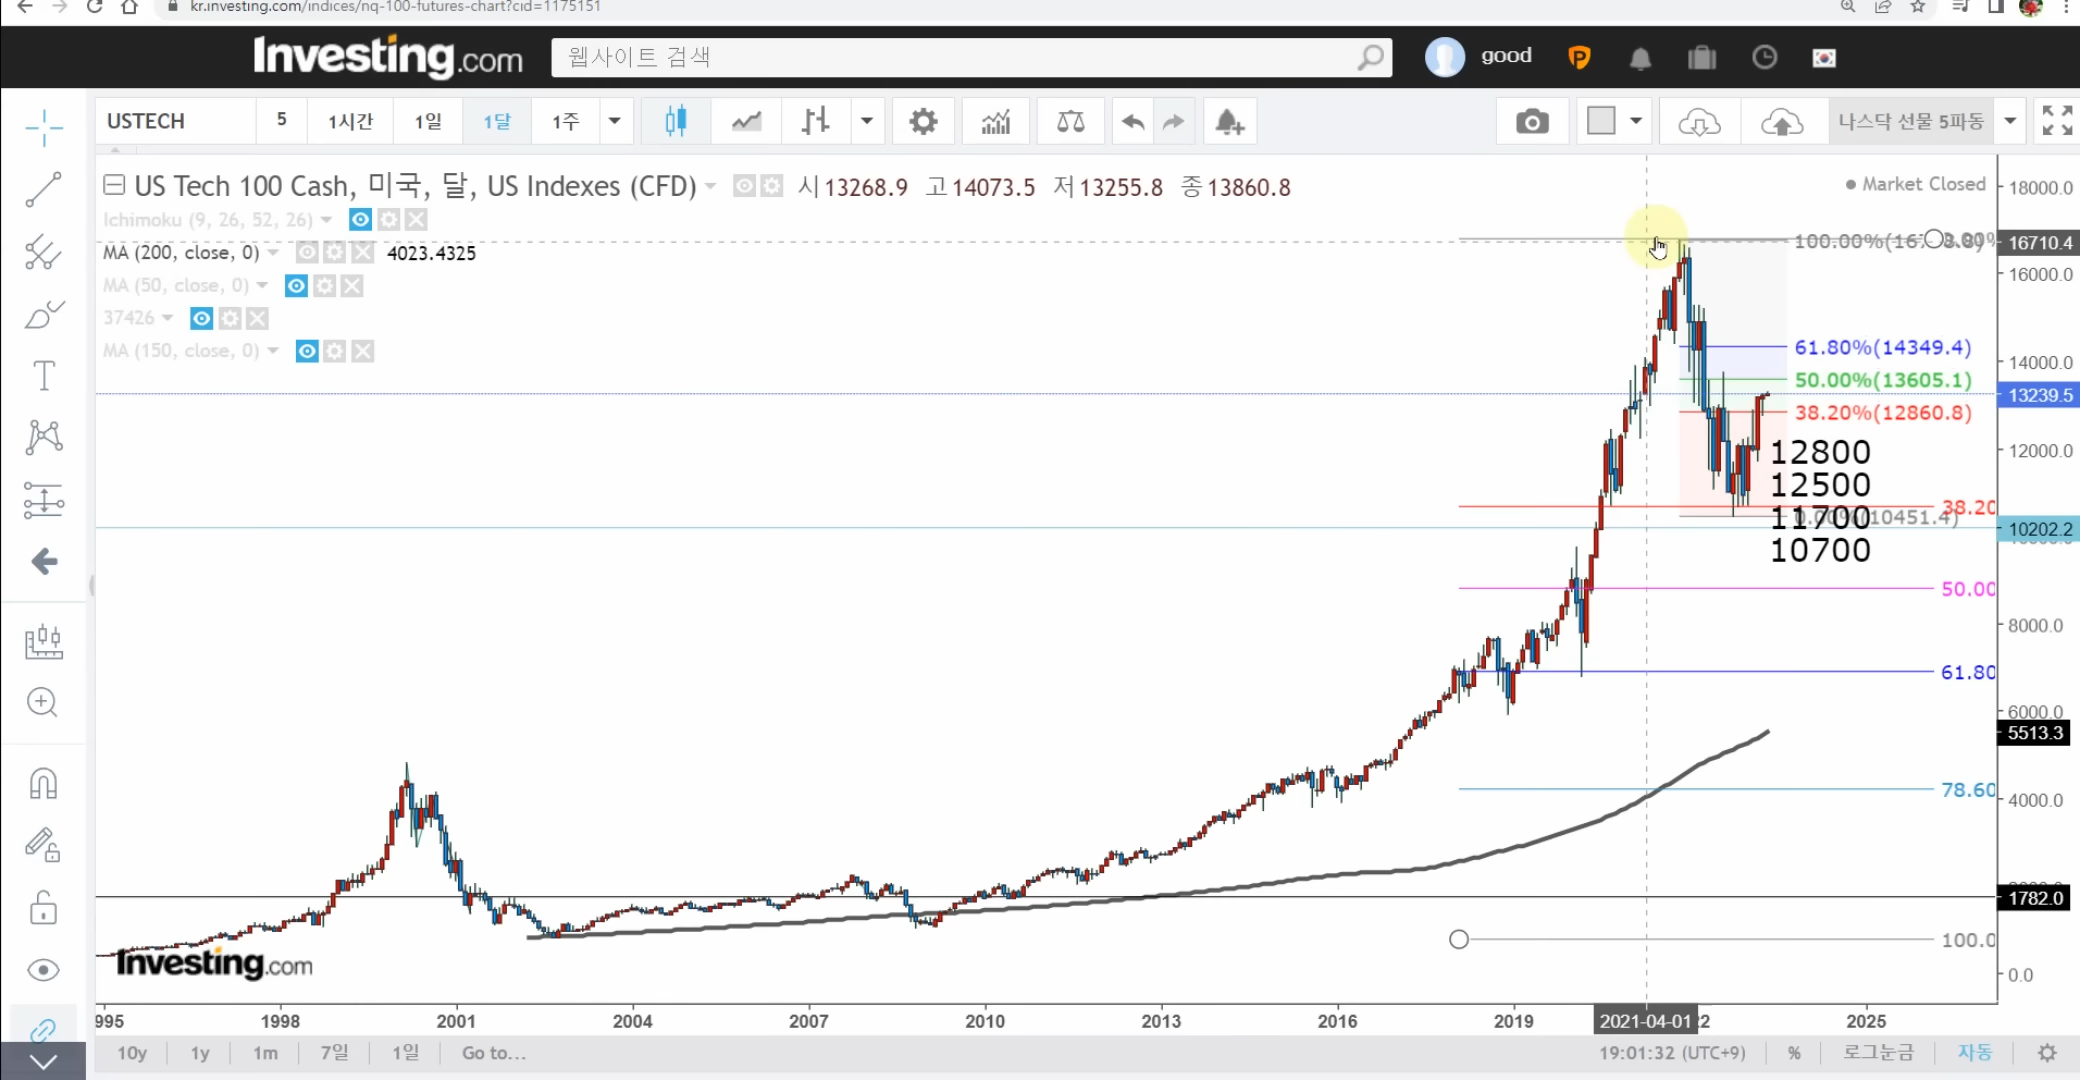 kr.investing.com/indices/nq-100-futures-chart?cid=1175151
Investing.com 웹사이트 검색 good
USTECH 5 1시간 1일 1달 1주 나스닥 선물 5파동
US Tech 100 Cash, 미국, 달, US Indexes (CFD) 시 13268.9 고 14073.5 저 13255.8 종 13860.8
Market Closed
Ichimoku (9, 26, 52, 26)
MA (200, close, 0) 4023.4325
MA (50, close, 0)
37426
MA (150, close, 0)
18000.0
16710.4
16000.0
61.80%(14349.4)
14000.0
50.00%(13605.1)
13239.5
38.20%(12860.8)
12800
12000.0
12500
38.20
11700
0.00%(10451.4)
10202.2
10700
50.00
8000.0
61.80
6000.0
5513.3
78.60
4000.0
1782.0
100.0
0.0
Investing.com
995 1998 2001 2004 2007 2010 2013 2016 2019 2021-04-01 2025
10y 1y 1m 7일 1일 Go to... 19:01:32 (UTC+9) % 로그눈금 자동